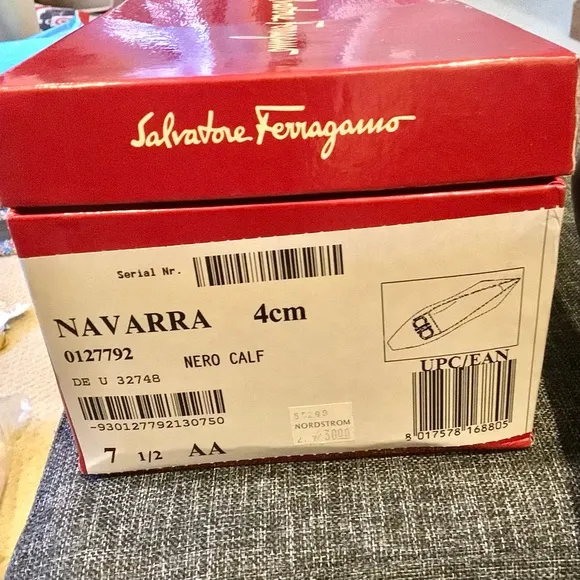 Salvatore Ferragamo
Serial Nr.
NAVARRA 4cm
0127792 NERO CALF
DE U 32748
UPC/EAN
-930127792130750
NORDSTROM
8 017578 168805
7 1/2 AA